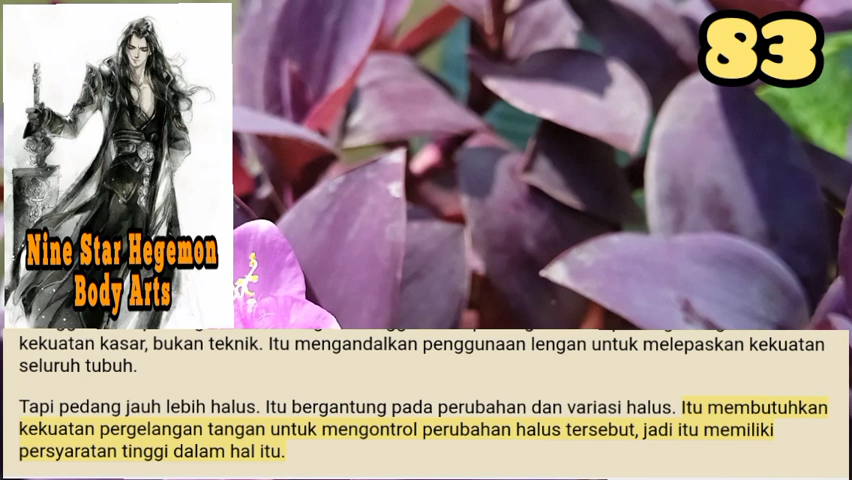 83
Nine Star Hegemon
Body Arts
kekuatan kasar, bukan teknik. Itu mengandalkan penggunaan lengan untuk melepaskan kekuatan
seluruh tubuh.
Tapi pedang jauh lebih halus. Itu bergantung pada perubahan dan variasi halus. Itu membutuhkan
kekuatan pergelangan tangan untuk mengontrol perubahan halus tersebut, jadi itu memiliki
persyaratan tinggi dalam hal itu.